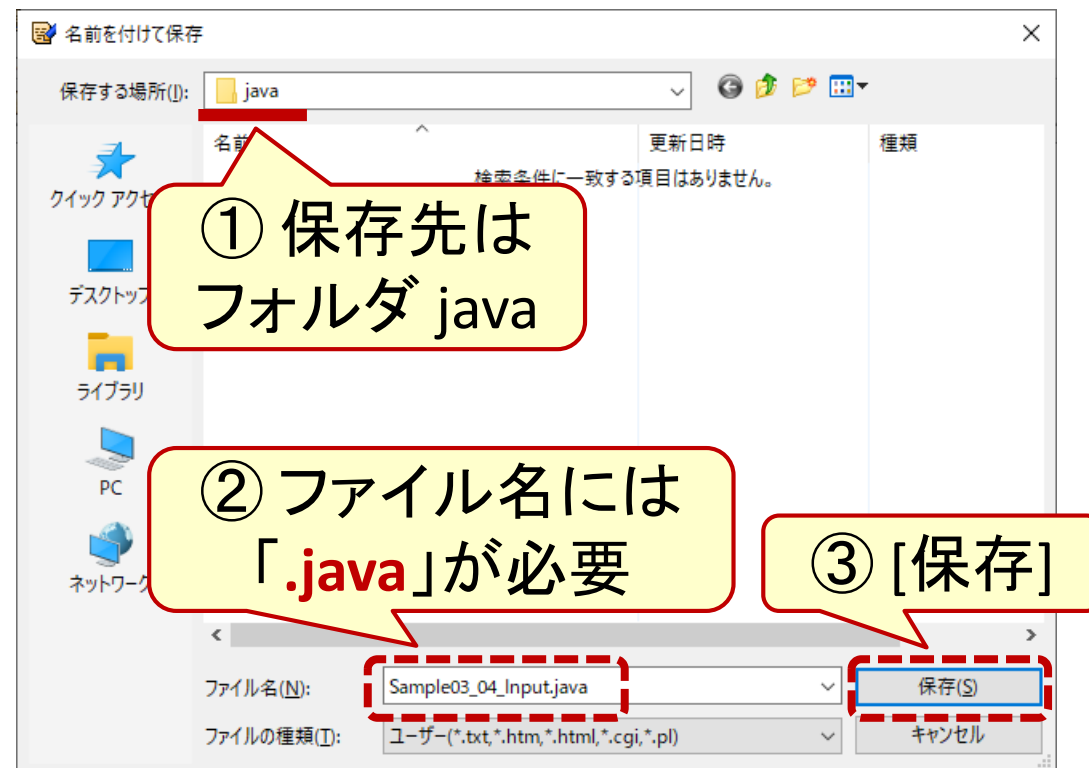 名前を付けて保存
保存する場所(I): java
名前 更新日時 種類
検索条件に一致する項目はありません。
クイック アクセ
① 保存先は
フォルダ java
デスクトップ
ライブラリ
PC
② ファイル名には
「.java」が必要
③ [保存]
ネットワーク
ファイル名(N): Sample03_04_Input.java 保存(S)
ファイルの種類(T): ユーザー(*.txt,*.htm,*.html,*.cgi,*.pl) キャンセル